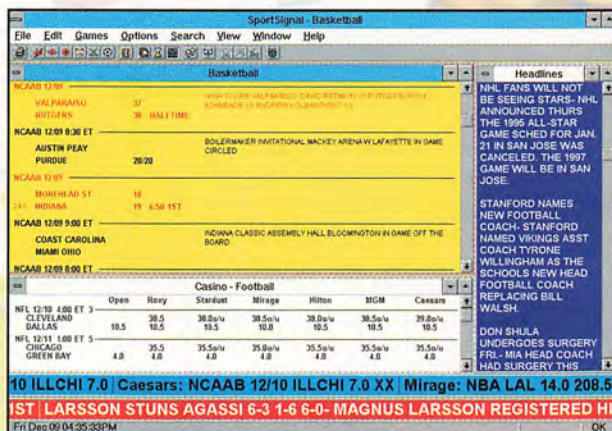 SportSignal - Basketball
File Edit Games Options Search View Window Help
Basketball
NCAAB 12/09
VALPARAISO 37
RUTGERS 38 HALFTIME
NCAAB 12/09 8:30 ET
AUSTIN PEAY
PURDUE 20/20
BOILERMAKER INVITATIONAL MACKEY ARENA W LAFAYETTE IN GAME
CIRCLED
NCAAB 12/09
MOREHEAD ST 18
INDIANA 19 6:50 1ST
NCAAB 12/09 9:00 ET
COAST CAROLINA
MIAMI OHIO
INDIANA CLASSIC ASSEMBLY HALL BLOOMINGTON IN GAME OFF THE
BOARD
NCAAB 12/09 8:00 ET
Casino - Football
Open Roxy Stardust Mirage Hilton MGM Caesars
NFL 12/10 4:00 ET 3
CLEVELAND 38.5 38.0o/u 38.5o/u 38.0o/u 38.5o/u 39.0o/u
DALLAS 10.5 10.5 10.5 10.0 10.5 10.5 10.5
NFL 12/11 1:00 ET 5
CHICAGO 35.5 35.5o/u 35.5o/u 35.0o/u 35.5o/u 35.5o/u
GREEN BAY 4.0 4.0 4.0 4.0 4.0 4.0 4.0
Headlines
NHL FANS WILL NOT
BE SEEING STARS- NHL
ANNOUNCED THURS
THE 1995 ALL-STAR
GAME SCHED FOR JAN.
21 IN SAN JOSE WAS
CANCELED. THE 1997
GAME WILL BE IN SAN
JOSE.
STANFORD NAMES
NEW FOOTBALL
COACH- STANFORD
NAMED VIKINGS ASST
COACH TYRONE
WILLINGHAM AS THE
SCHOOLS NEW HEAD
FOOTBALL COACH
REPLACING BILL
WALSH.
DON SHULA
UNDERGOES SURGERY
FRI.- MIA HEAD COACH
HAD SURGERY THIS
10 ILLCHI 7.0 Caesars: NCAAB 12/10 ILLCHI 7.0 XX Mirage: NBA LAL 14.0 208.5
1ST LARSSON STUNS AGASSI 6-3 1-6 6-0- MAGNUS LARSSON REGISTERED HI
Fri Dec 09 04:35:33PM OK